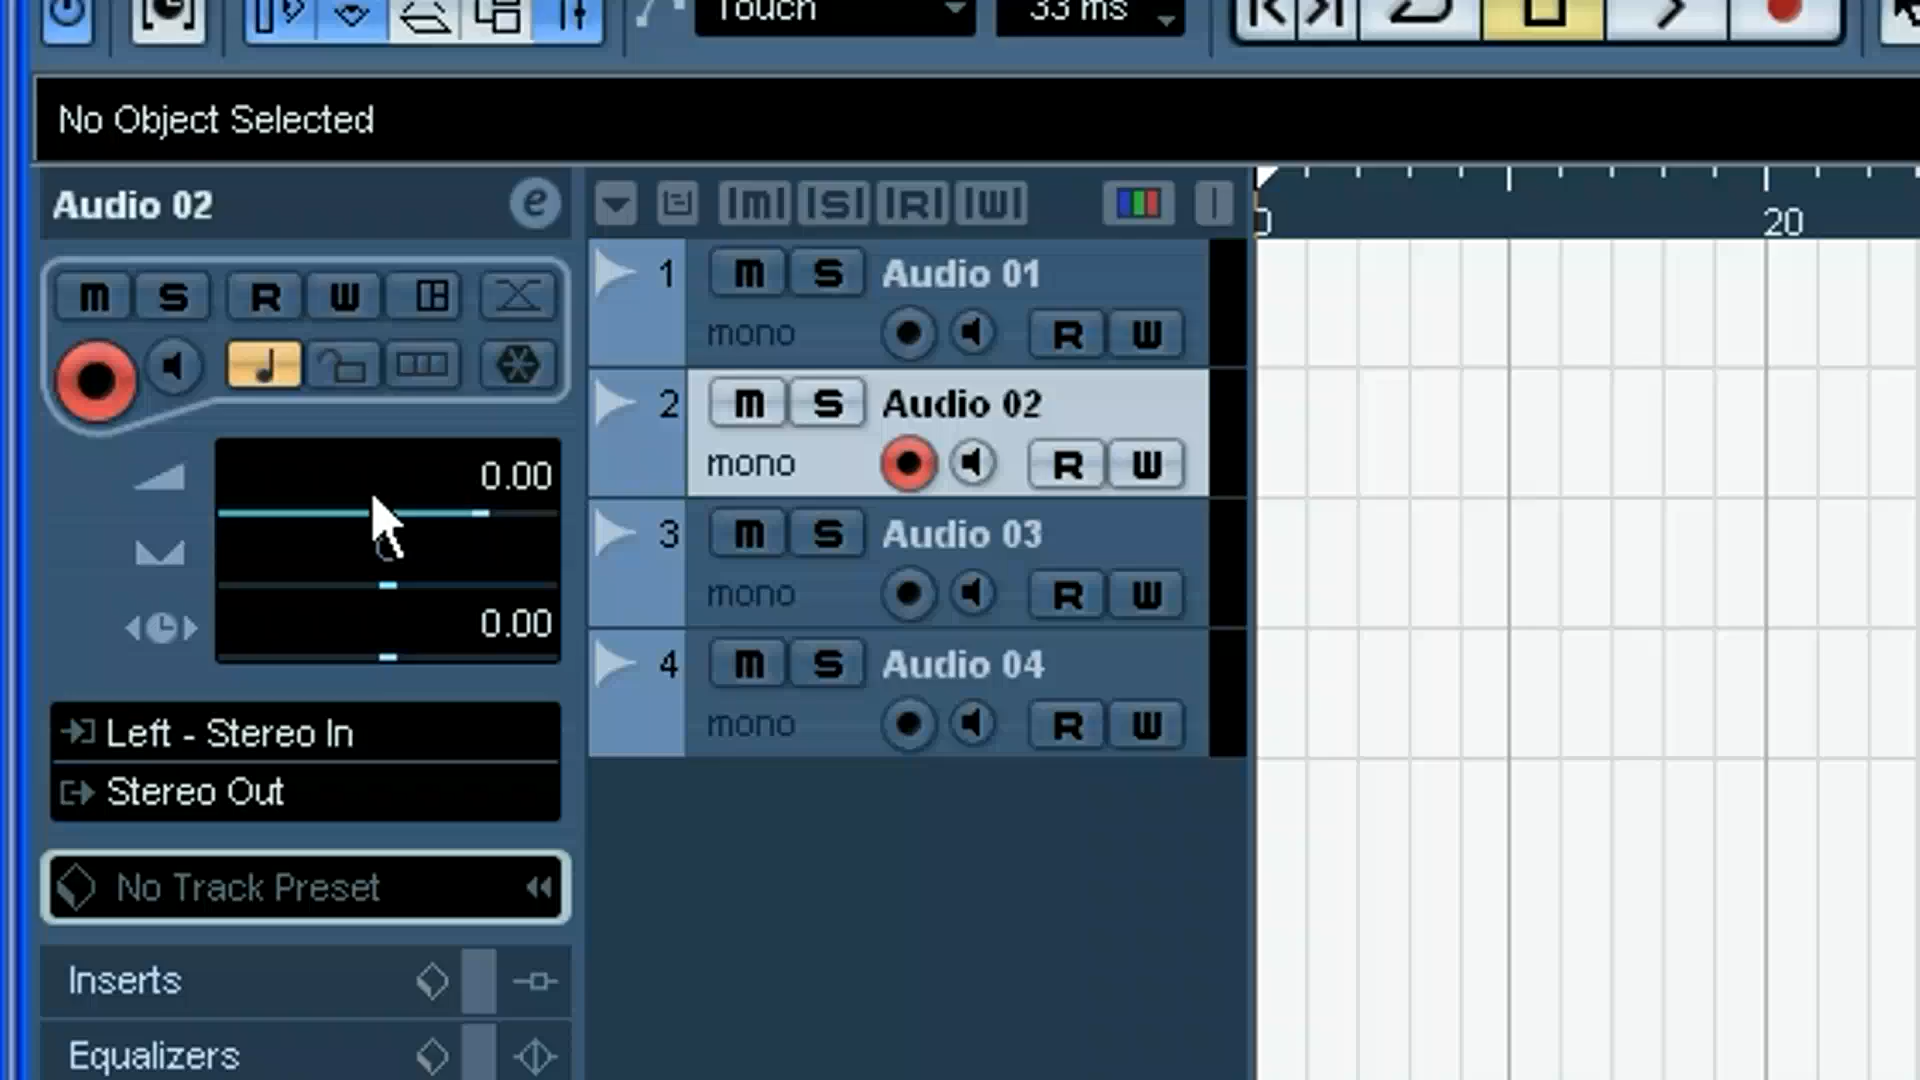 Touch 33 ms
No Object Selected
Audio 02 e
M S R W
0.00
C
0.00
Left - Stereo In
Stereo Out
No Track Preset
Inserts
Equalizers
M S R W
1 M S Audio 01
mono R W
2 M S Audio 02
mono R W
3 M S Audio 03
mono R W
4 M S Audio 04
mono R W
0 20